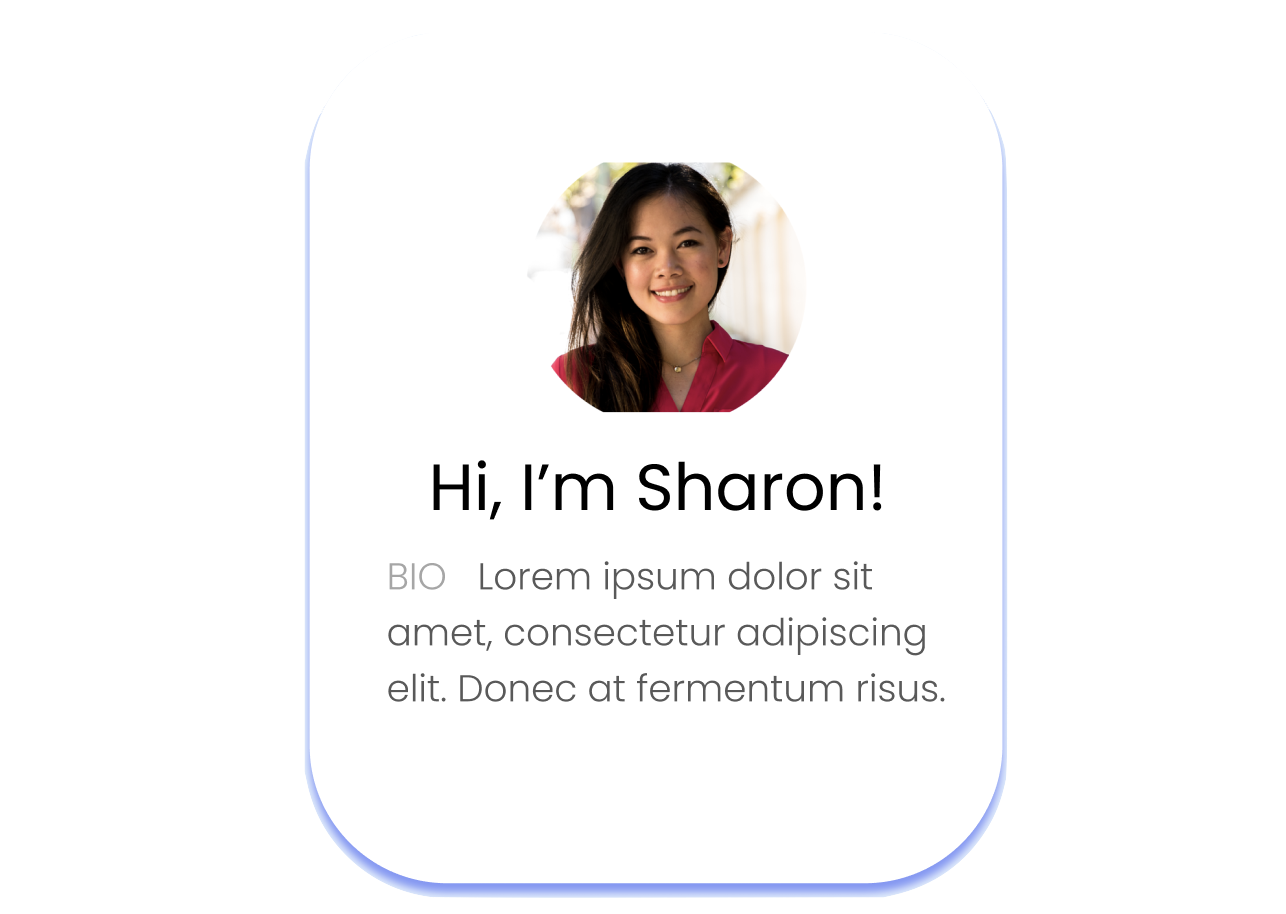 Hi, I’m Sharon!
BIO Lorem ipsum dolor sit
amet, consectetur adipiscing
elit. Donec at fermentum risus.